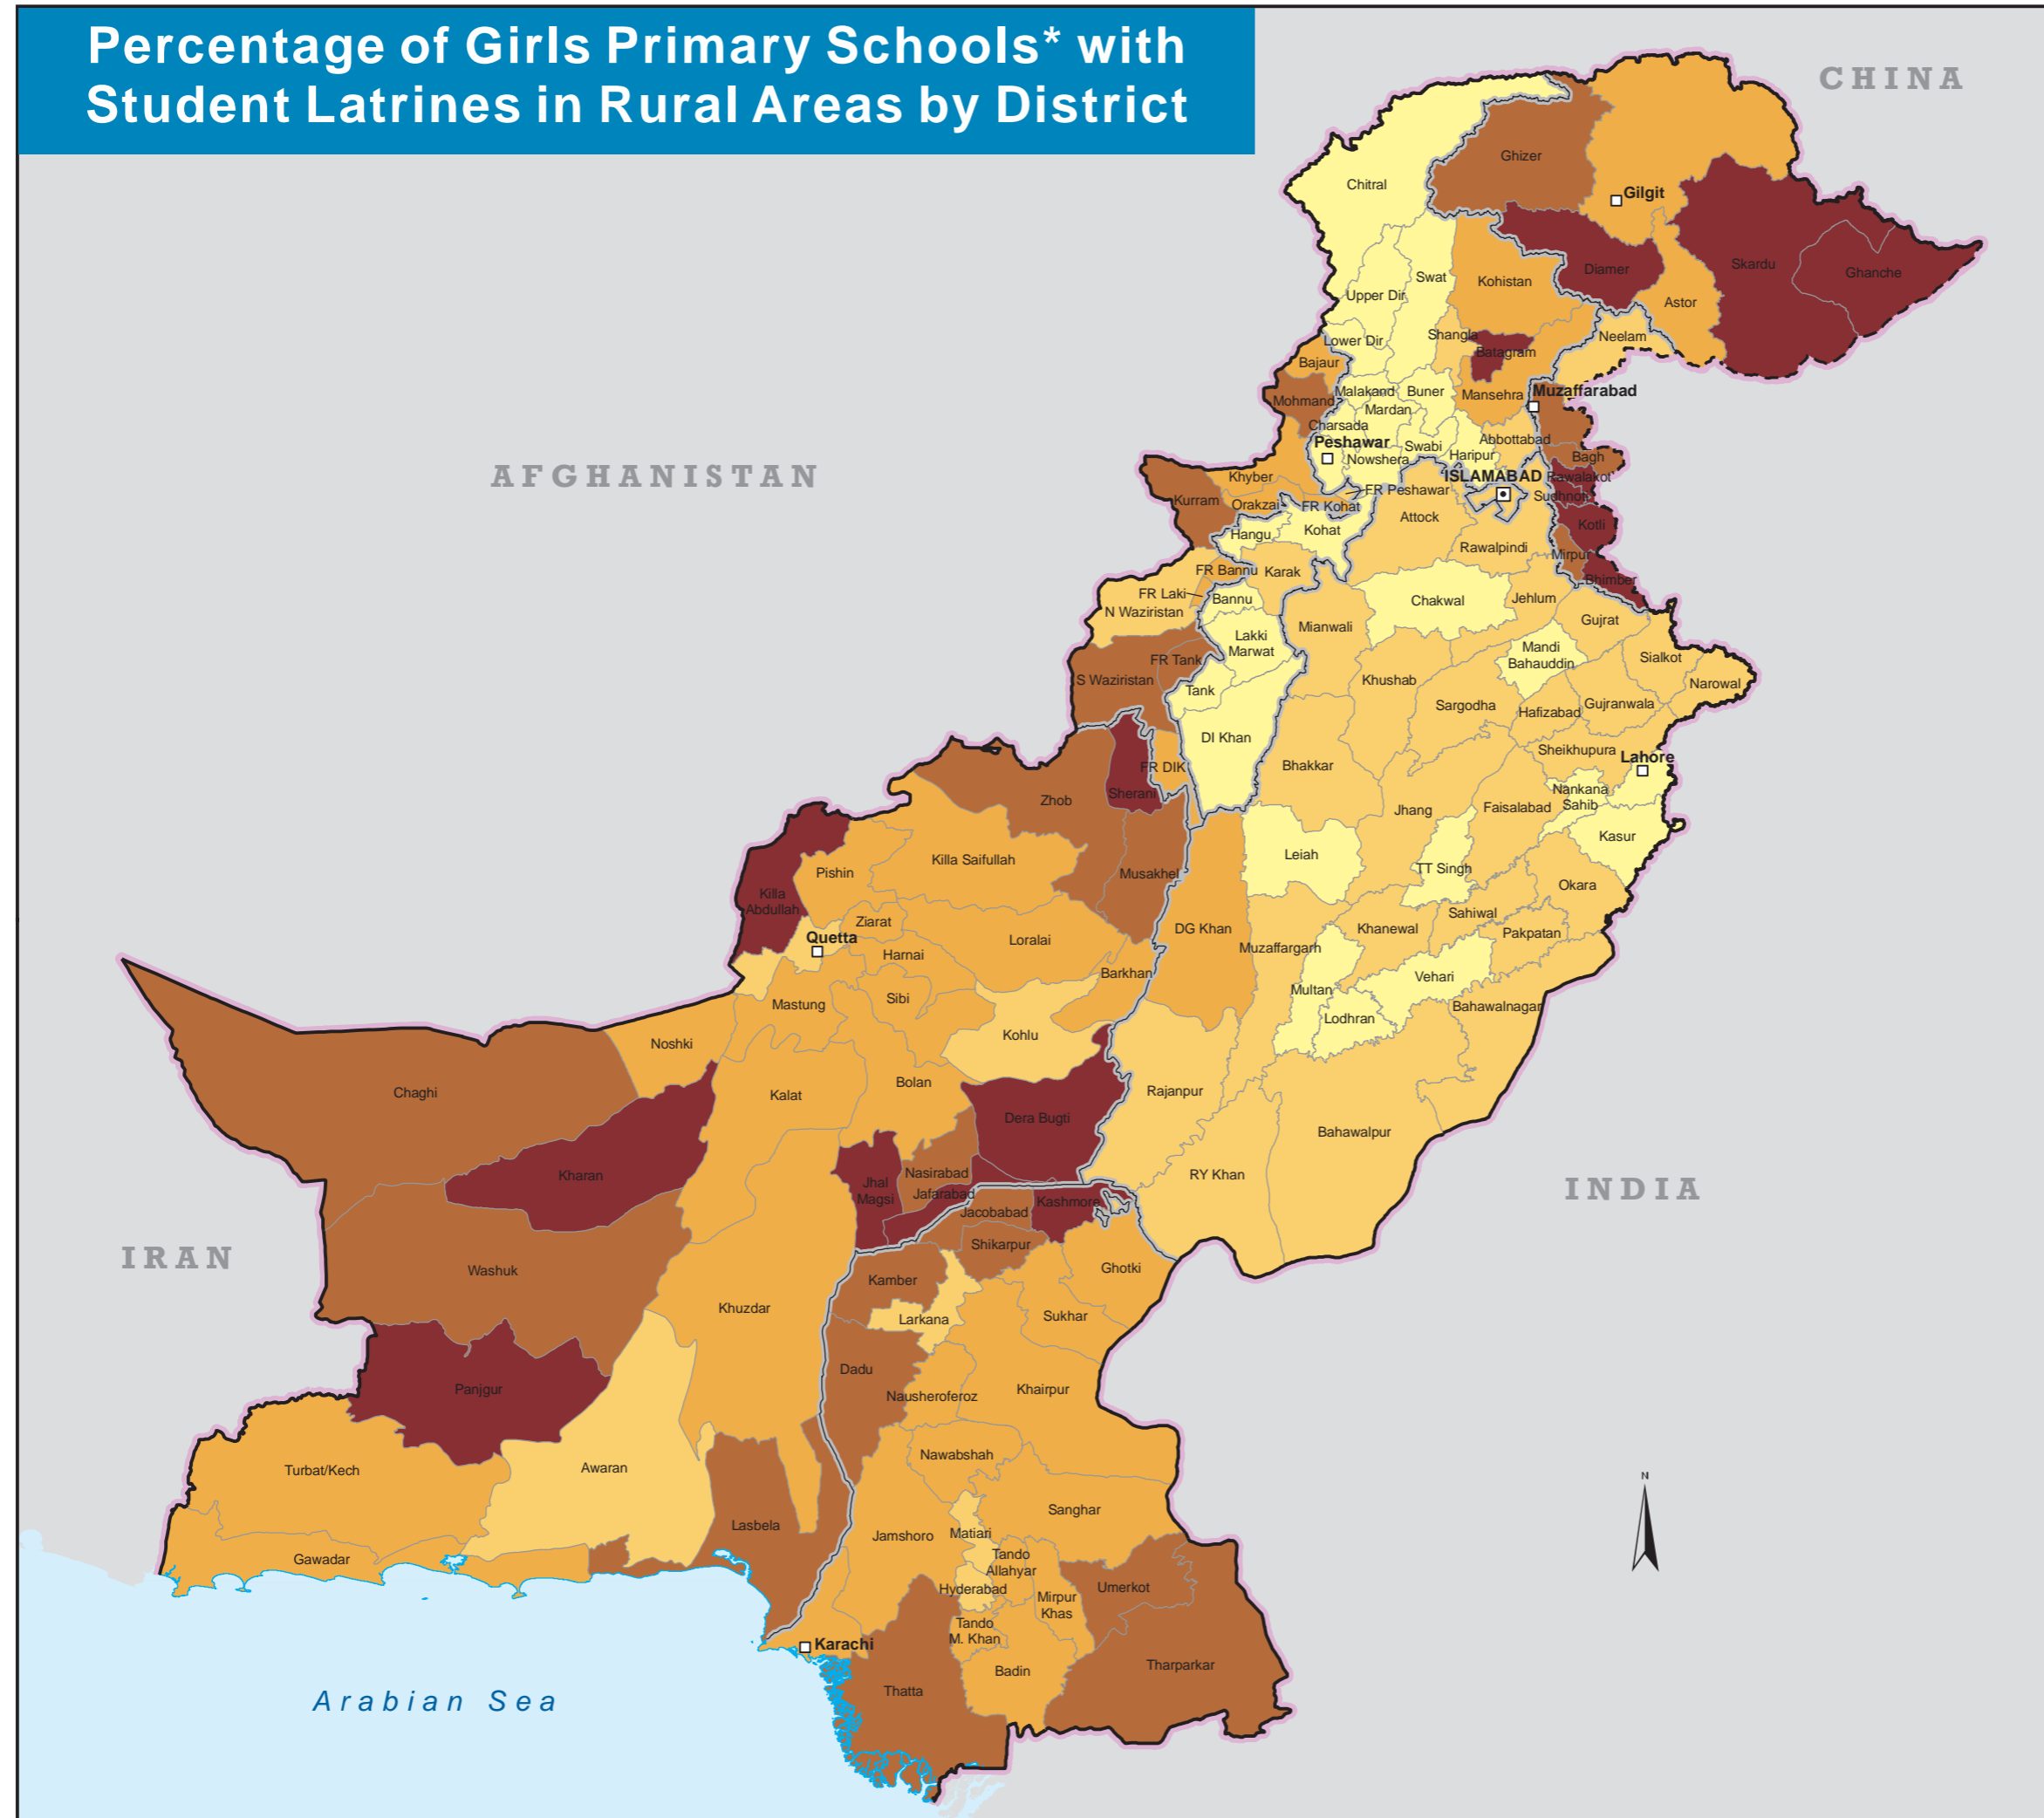 Percentage of Girls Primary Schools* with
Student Latrines in Rural Areas by District
CHINA
Ghizer
Chitral
Gilgit
Skardu
Diamer
Ghanche
Swat
Kohistan
Upper Dir
Astor
Shangla
Neelam
Lower Dir
Batagram
Bajaur
Malakand
Buner
Mansehra
Muzaffarabad
Mohmand
Mardan
Charsada
Abbottabad
Peshawar
Swabi
Haripur
Bagh
Nowshera
AFGHANISTAN
Khyber
ISLAMABAD
Rawalakot
FR Peshawar
Sudhnoti
Kurram
Orakzai
FR Kohat
Attock
Kotli
Hangu
Kohat
Rawalpindi
Mirpur
FR Bannu
Karak
Bhimber
FR Laki
Bannu
Chakwal
Jehlum
N Waziristan
Gujrat
Mianwali
Lakki
Marwat
Mandi
Bahauddin
Sialkot
FR Tank
S Waziristan
Khushab
Narowal
Tank
Sargodha
Hafizabad
Gujranwala
DI Khan
Sheikhupura
Lahore
FR DIK
Bhakkar
Nankana
Sahib
Sherani
Zhob
Jhang
Faisalabad
Kasur
Leiah
Killa Saifullah
TT Singh
Pishin
Musakhel
Okara
Killa
Abdullah
Ziarat
Sahiwal
Quetta
Loralai
DG Khan
Khanewal
Pakpatan
Muzaffargarh
Harnai
Barkhan
Vehari
Multan
Sibi
Mastung
Bahawalnagar
Lodhran
Kohlu
Noshki
Bolan
Chaghi
Kalat
Rajanpur
Dera Bugti
Bahawalpur
Kharan
Nasirabad
RY Khan
Jhal
Magsi
INDIA
Jafarabad
Kashmore
Jacobabad
Shikarpur
IRAN
Washuk
Kamber
Ghotki
Khuzdar
Larkana
Sukhar
Dadu
Panjgur
Nausheroferoz
Khairpur
Nawabshah
Turbat/Kech
Awaran
N
Sanghar
Lasbela
Jamshoro
Matiari
Gawadar
Tando
Allahyar
Hyderabad
Umerkot
Mirpur
Khas
Tando
M. Khan
Karachi
Badin
Tharparkar
Thatta
Arabian Sea